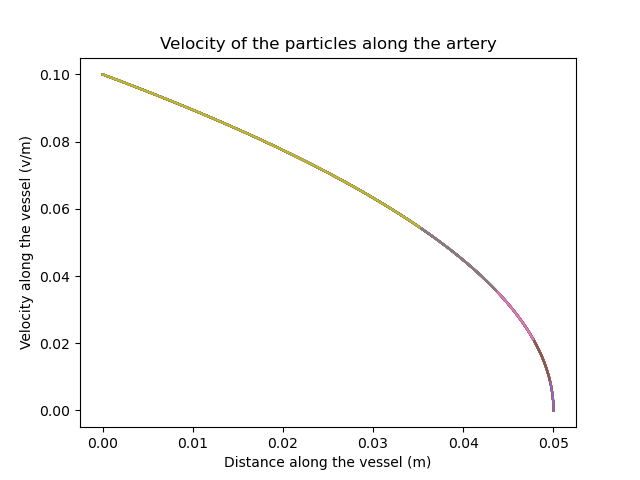 Velocity of the particles along the artery
0.10
0.08
0.06
0.04
0.02
0.00
Velocity along the vessel (v/m)
0.00 0.01 0.02 0.03 0.04 0.05
Distance along the vessel (m)